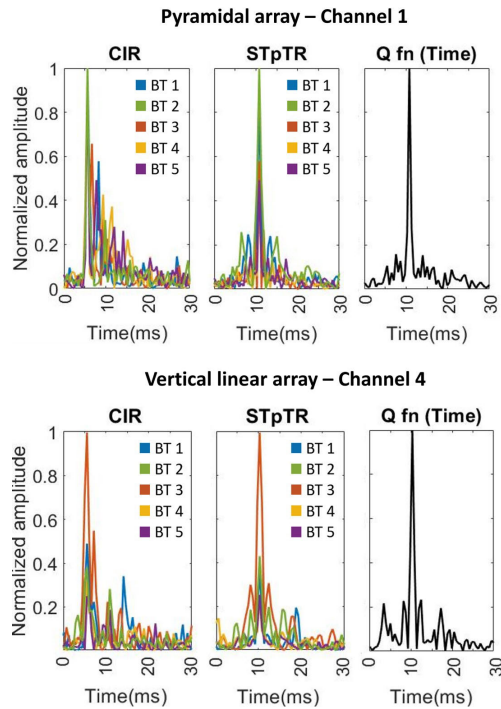 Pyramidal array – Channel 1
CIR
STpTR
Q fn (Time)
Normalized amplitude
1
0.8
0.6
0.4
0.2
0
BT 1
BT 2
BT 3
BT 4
BT 5
BT 1
BT 2
BT 3
BT 4
BT 5
0 10 20 30
0 10 20 30
0 10 20 30
Time(ms)
Time(ms)
Time(ms)
Vertical linear array – Channel 4
CIR
STpTR
Q fn (Time)
Normalized amplitude
1
0.8
0.6
0.4
0.2
BT 1
BT 2
BT 3
BT 4
BT 5
BT 1
BT 2
BT 3
BT 4
BT 5
0 10 20 30
0 10 20 30
0 10 20 30
Time(ms)
Time(ms)
Time(ms)